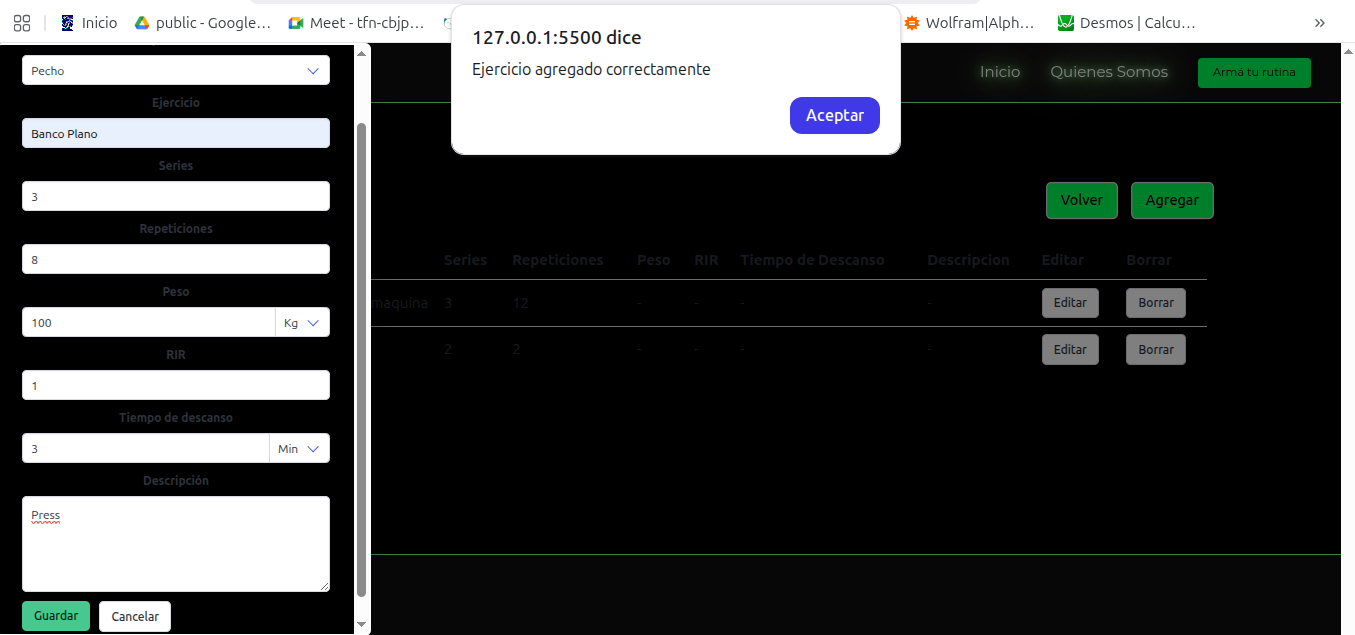 Inicio
public - Google...
Meet - tfn-cbjp...
Wolfram|Alph...
Desmos | Calcu...
»
127.0.0.1:5500 dice
Ejercicio agregado correctamente
Aceptar
Inicio Quienes Somos Armá tu rutina
Volver Agregar
Pecho
Ejercicio
Banco Plano
Series
3
Repeticiones
8
Peso
100 Kg
RIR
1
Tiempo de descanso
3 Min
Descripción
Press
Guardar Cancelar
Series Repeticiones Peso RIR Tiempo de Descanso Descripcion Editar Borrar
maquina 3 12 - - - - Editar Borrar
2 2 - - - - Editar Borrar